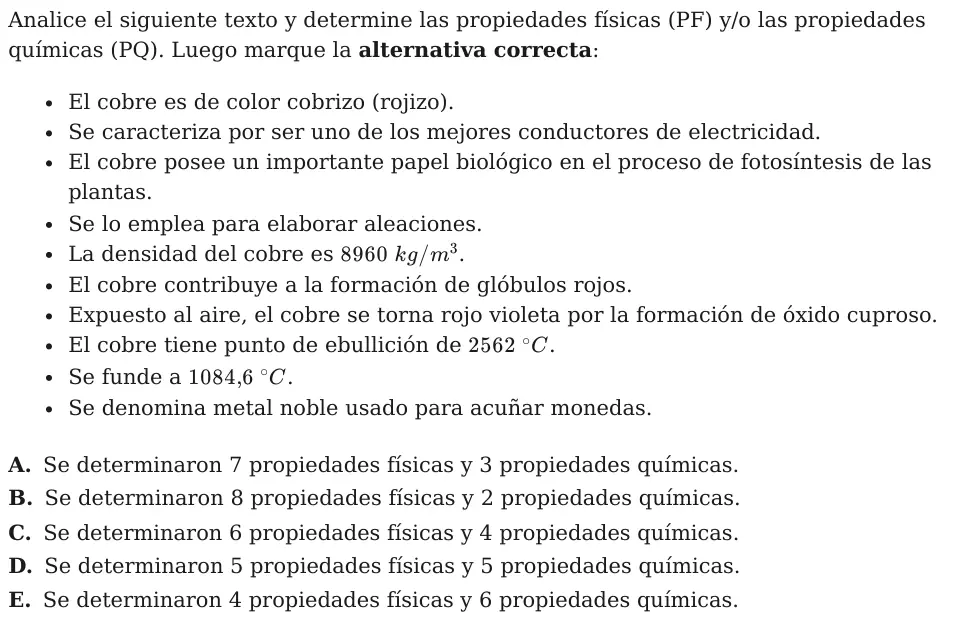 Analice el siguiente texto y determine las propiedades físicas (PF) y/o las propiedades
químicas (PQ). Luego marque la alternativa correcta:
• El cobre es de color cobrizo (rojizo).
• Se caracteriza por ser uno de los mejores conductores de electricidad.
• El cobre posee un importante papel biológico en el proceso de fotosíntesis de las
plantas.
• Se lo emplea para elaborar aleaciones.
• La densidad del cobre es 8960 kg/m³.
• El cobre contribuye a la formación de glóbulos rojos.
• Expuesto al aire, el cobre se torna rojo violeta por la formación de óxido cuproso.
• El cobre tiene punto de ebullición de 2562 °C.
• Se funde a 1084,6 °C.
• Se denomina metal noble usado para acuñar monedas.
A. Se determinaron 7 propiedades físicas y 3 propiedades químicas.
B. Se determinaron 8 propiedades físicas y 2 propiedades químicas.
C. Se determinaron 6 propiedades físicas y 4 propiedades químicas.
D. Se determinaron 5 propiedades físicas y 5 propiedades químicas.
E. Se determinaron 4 propiedades físicas y 6 propiedades químicas.